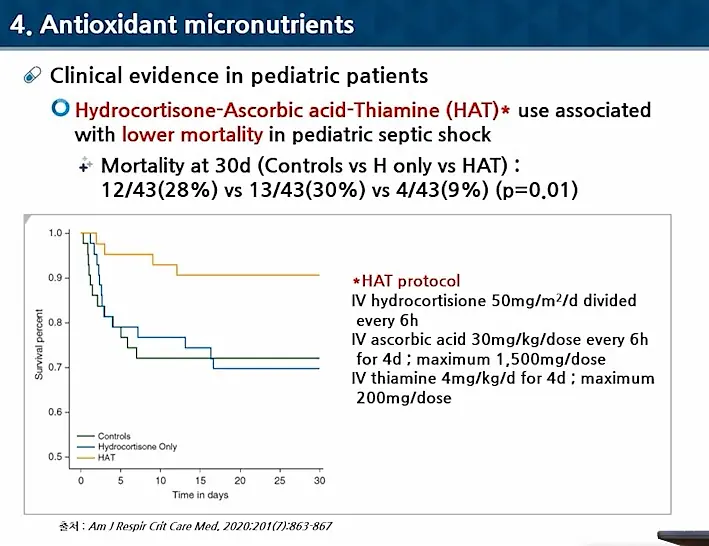 4. Antioxidant micronutrients
Clinical evidence in pediatric patients
Hydrocortisone-Ascorbic acid-Thiamine (HAT)* use associated
with lower mortality in pediatric septic shock
Mortality at 30d (Controls vs H only vs HAT) :
12/43(28%) vs 13/43(30%) vs 4/43(9%) (p=0.01)
Survival percent
1.0
0.9
0.8
0.7
0.6
0.5
Controls
Hydrocortisone Only
HAT
0 5 10 15 20 25 30
Time in days
*HAT protocol
IV hydrocortisione 50mg/m²/d divided
every 6h
IV ascorbic acid 30mg/kg/dose every 6h
for 4d ; maximum 1,500mg/dose
IV thiamine 4mg/kg/d for 4d ; maximum
200mg/dose
출처 : Am J Respir Crit Care Med. 2020;201(7):863-867